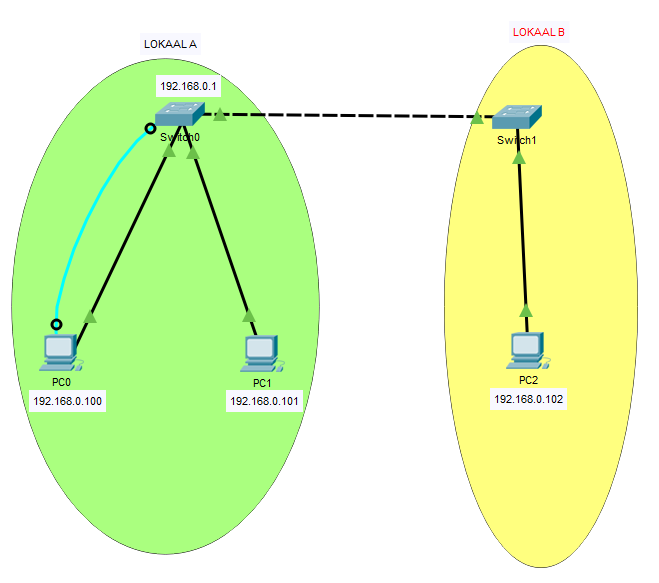 LOKAAL A
LOKAAL B
192.168.0.1
Switch0
Switch1
PC0
PC1
PC2
192.168.0.100
192.168.0.101
192.168.0.102